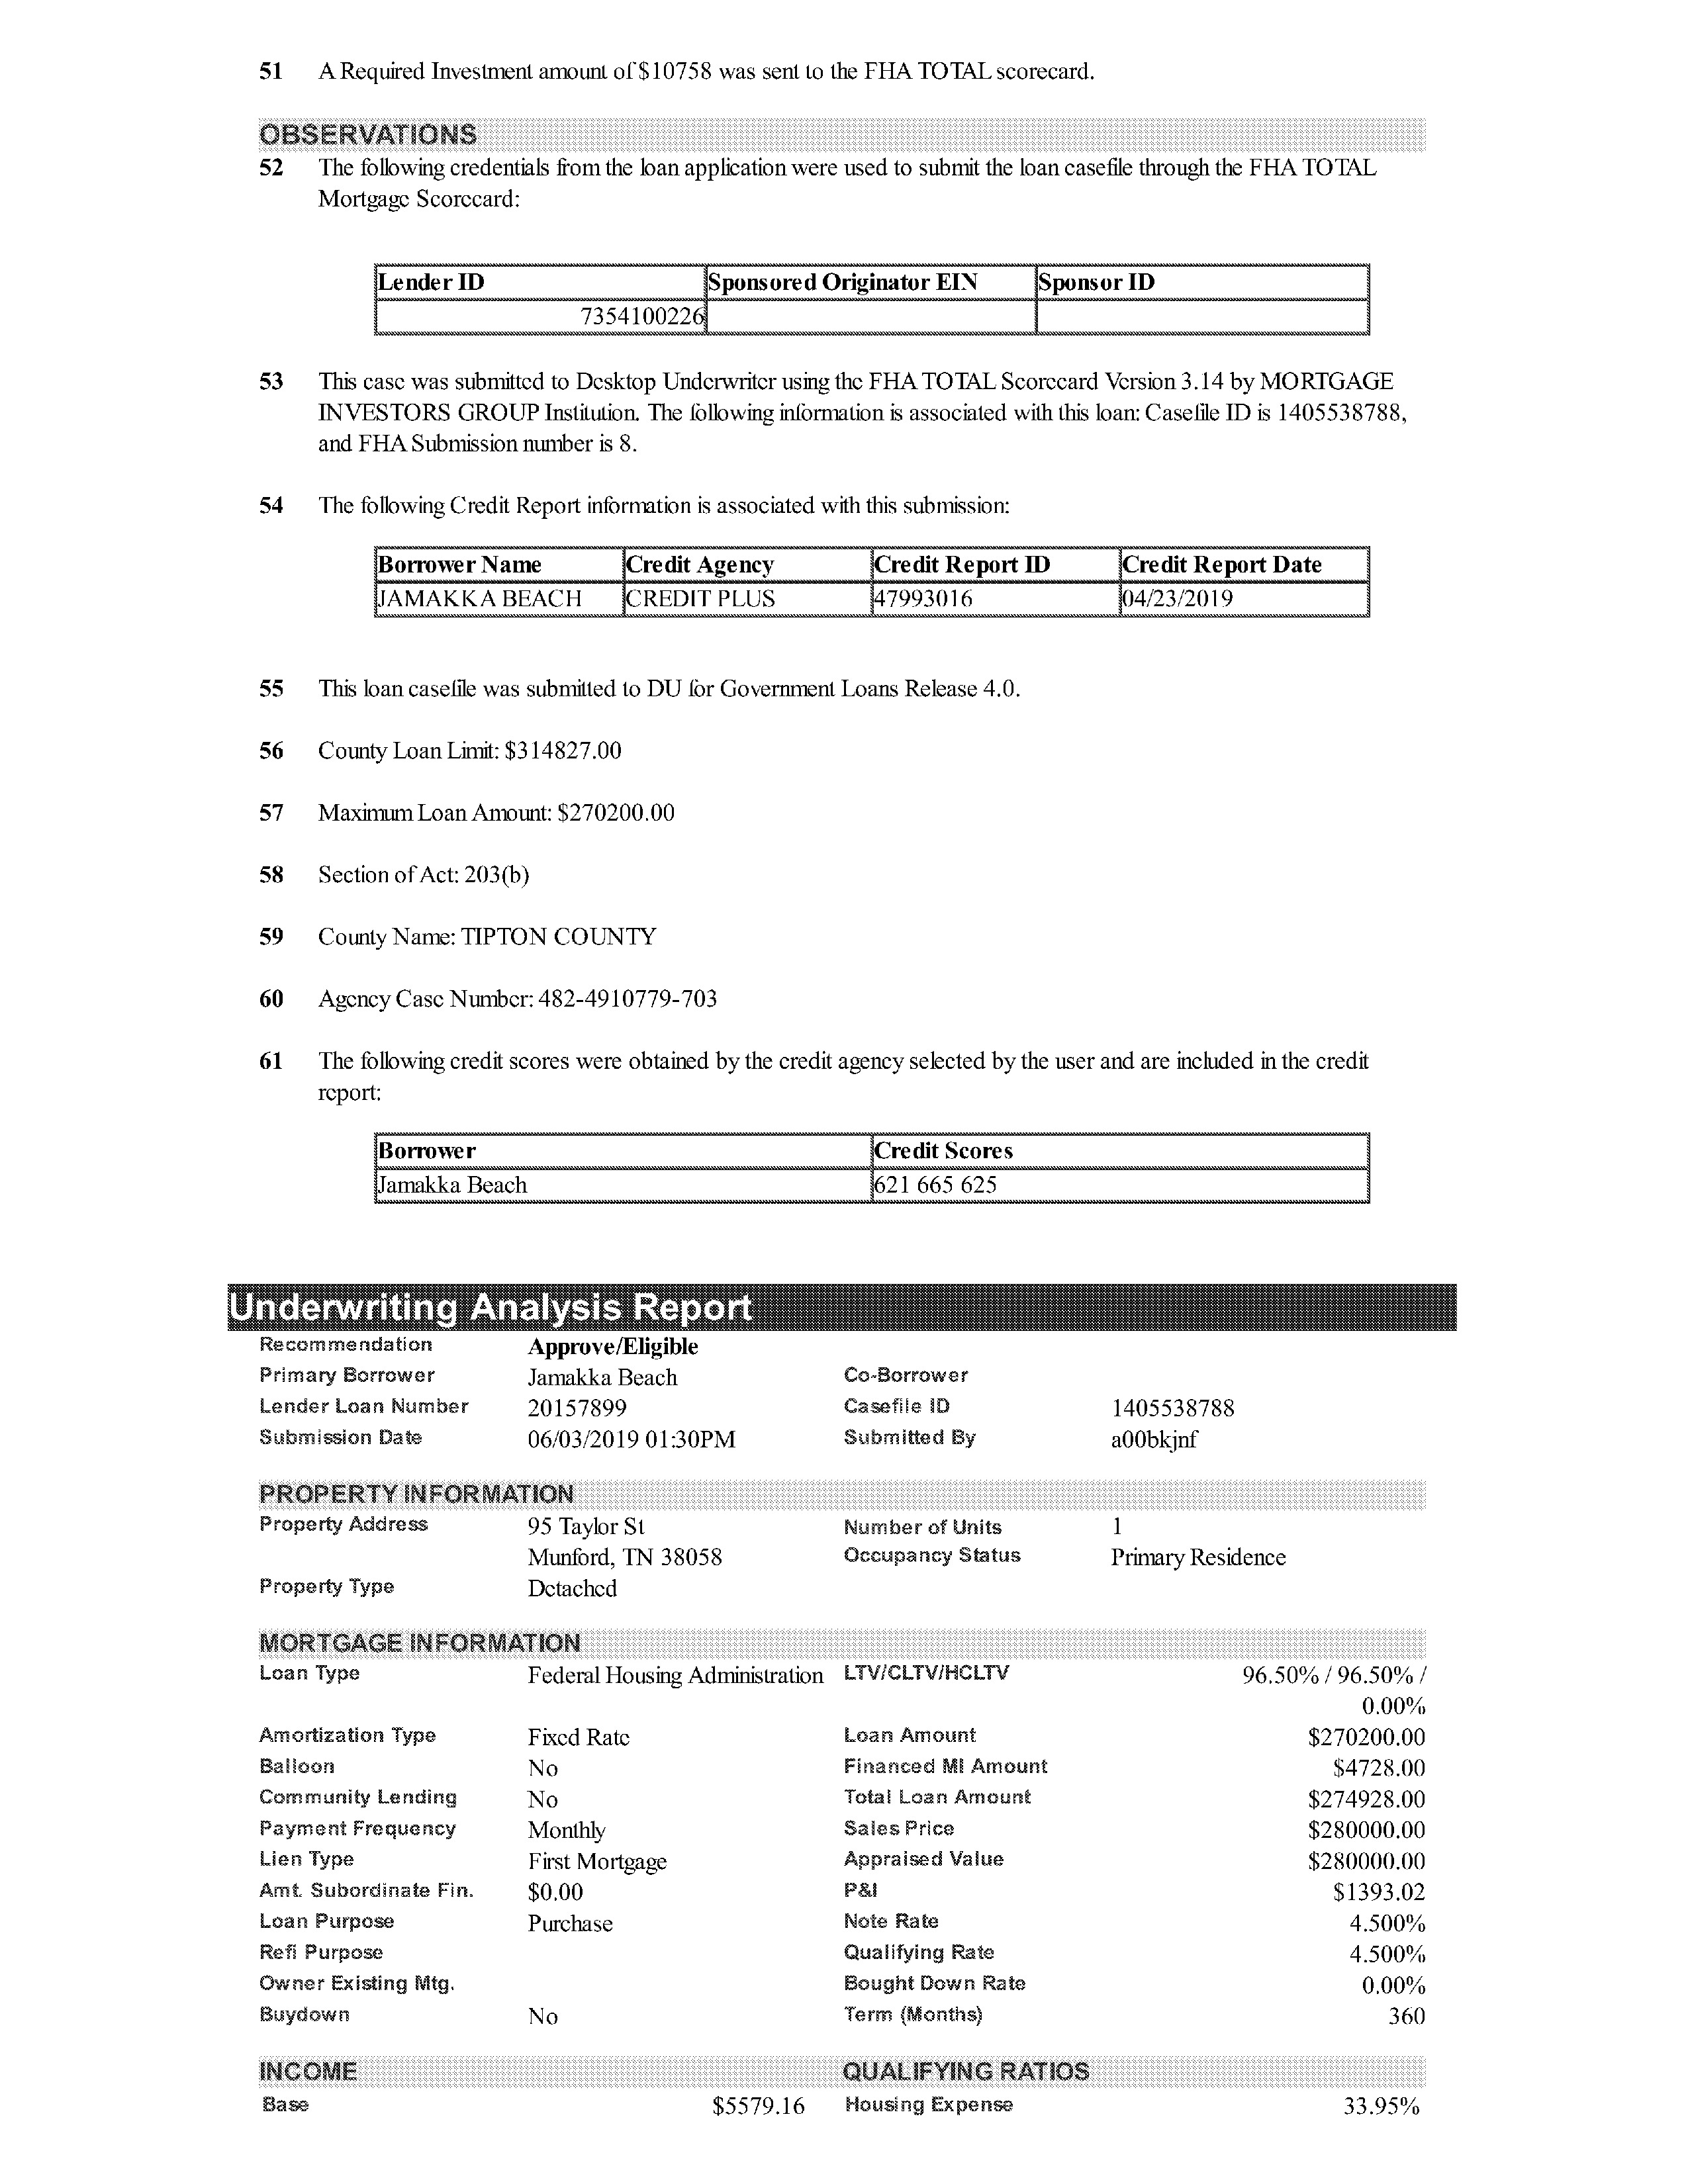 51 A Required Investment amount of $10758 was sent to the FHA TOTAL scorecard.
OBSERVATIONS
52 The following credentials from the loan application were used to submit the loan casefile through the FHA TOTAL
Mortgage Scorecard:
Lender ID Sponsored Originator EIN Sponsor ID
7354100226
53 This case was submitted to Desktop Underwriter using the FHA TOTAL Scorecard Version 3.14 by MORTGAGE
INVESTORS GROUP Institution. The following information is associated with this loan: Casefile ID is 1405538788,
and FHA Submission number is 8.
54 The following Credit Report information is associated with this submission:
Borrower Name Credit Agency Credit Report ID Credit Report Date
JAMAKKA BEACH CREDIT PLUS 47993016 04/23/2019
55 This loan casefile was submitted to DU for Government Loans Release 4.0.
56 County Loan Limit: $314827.00
57 Maximum Loan Amount: $270200.00
58 Section of Act: 203(b)
59 County Name: TIPTON COUNTY
60 Agency Case Number: 482-4910779-703
61 The following credit scores were obtained by the credit agency selected by the user and are included in the credit
report:
Borrower Credit Scores
Jamakka Beach 621 665 625
Underwriting Analysis Report
Recommendation Approve/Eligible
Primary Borrower Jamakka Beach Co-Borrower
Lender Loan Number 20157899 Casefile ID 1405538788
Submission Date 06/03/2019 01:30PM Submitted By a00bkjnf
PROPERTY INFORMATION
Property Address 95 Taylor St Number of Units 1
Munford, TN 38058 Occupancy Status Primary Residence
Property Type Detached
MORTGAGE INFORMATION
Loan Type Federal Housing Administration LTV/CLTV/HCLTV 96.50% / 96.50% /
0.00%
Amortization Type Fixed Rate Loan Amount $270200.00
Balloon No Financed MI Amount $4728.00
Community Lending No Total Loan Amount $274928.00
Payment Frequency Monthly Sales Price $280000.00
Lien Type First Mortgage Appraised Value $280000.00
Amt. Subordinate Fin. $0.00 P&I $1393.02
Loan Purpose Purchase Note Rate 4.500%
Refi Purpose Qualifying Rate 4.500%
Owner Existing Mtg. Bought Down Rate 0.00%
Buydown No Term (Months) 360
INCOME QUALIFYING RATIOS
Base $5579.16 Housing Expense 33.95%